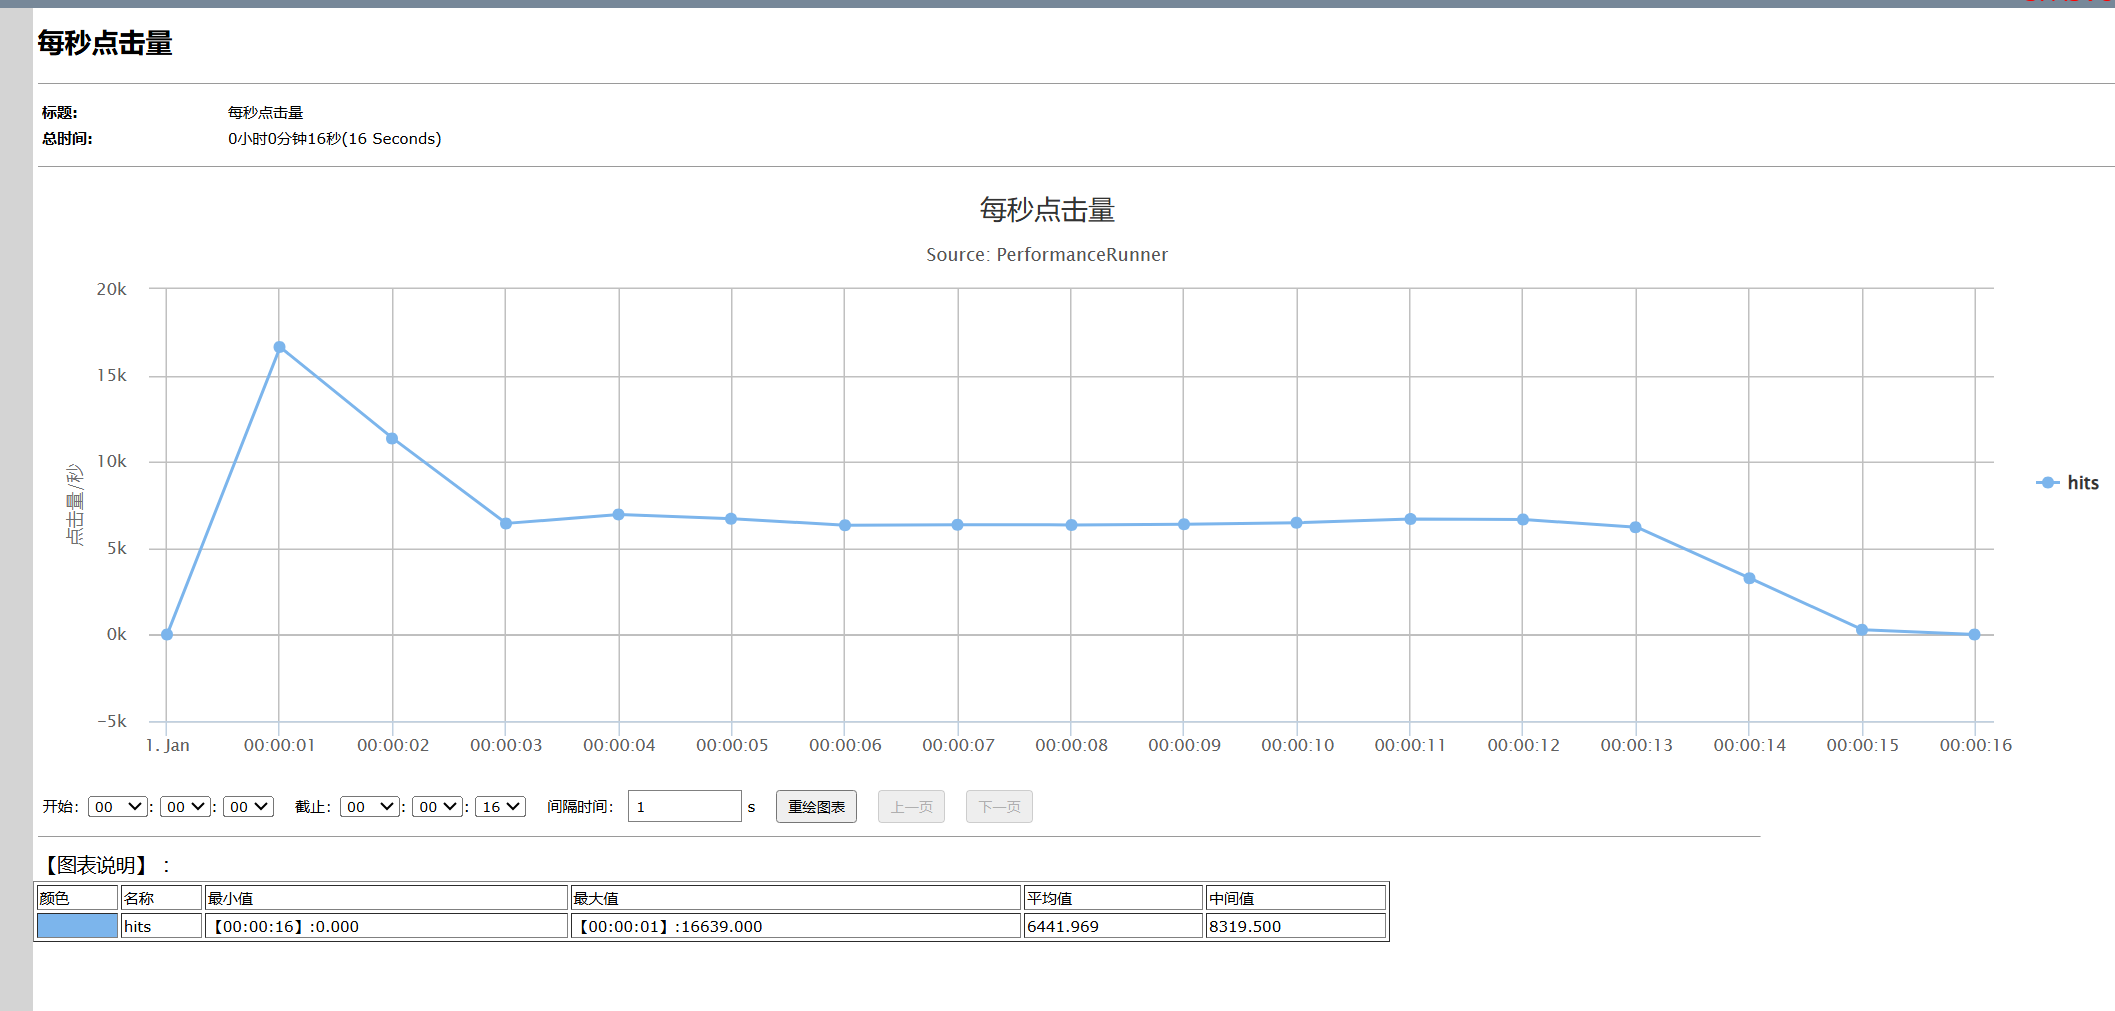 每秒点击量
标题: 每秒点击量
总时间: 0小时0分钟16秒(16 Seconds)
每秒点击量
Source: PerformanceRunner
点击量/秒
20k
15k
10k
5k
0k
-5k
1. Jan 00:00:01 00:00:02 00:00:03 00:00:04 00:00:05 00:00:06 00:00:07 00:00:08 00:00:09 00:00:10 00:00:11 00:00:12 00:00:13 00:00:14 00:00:15 00:00:16
hits
开始: 00 : 00 : 00 截止: 00 : 00 : 16 间隔时间: 1 s 重绘图表 上一页 下一页
【图表说明】 :
颜色 名称 最小值 最大值 平均值 中间值
hits 【00:00:16】:0.000 【00:00:01】:16639.000 6441.969 8319.500